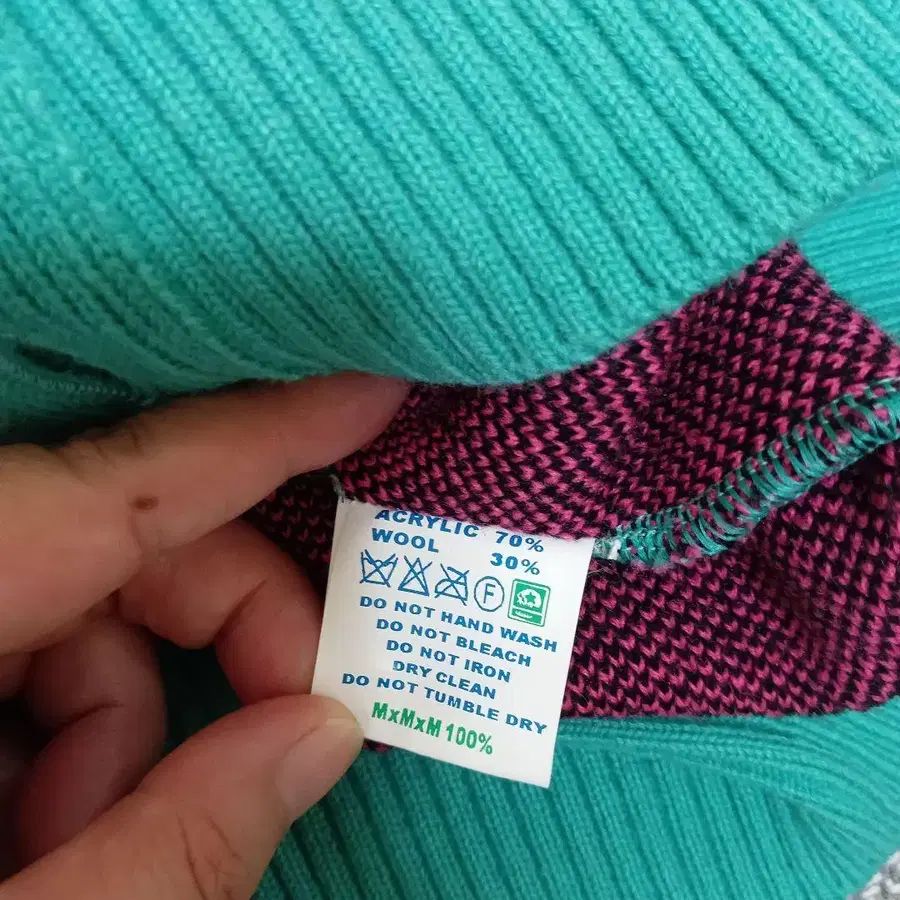 ACRYLIC 70%
WOOL 30%
F
DO NOT HAND WASH
DO NOT BLEACH
DO NOT IRON
DRY CLEAN
DO NOT TUMBLE DRY
MxMxM 100%